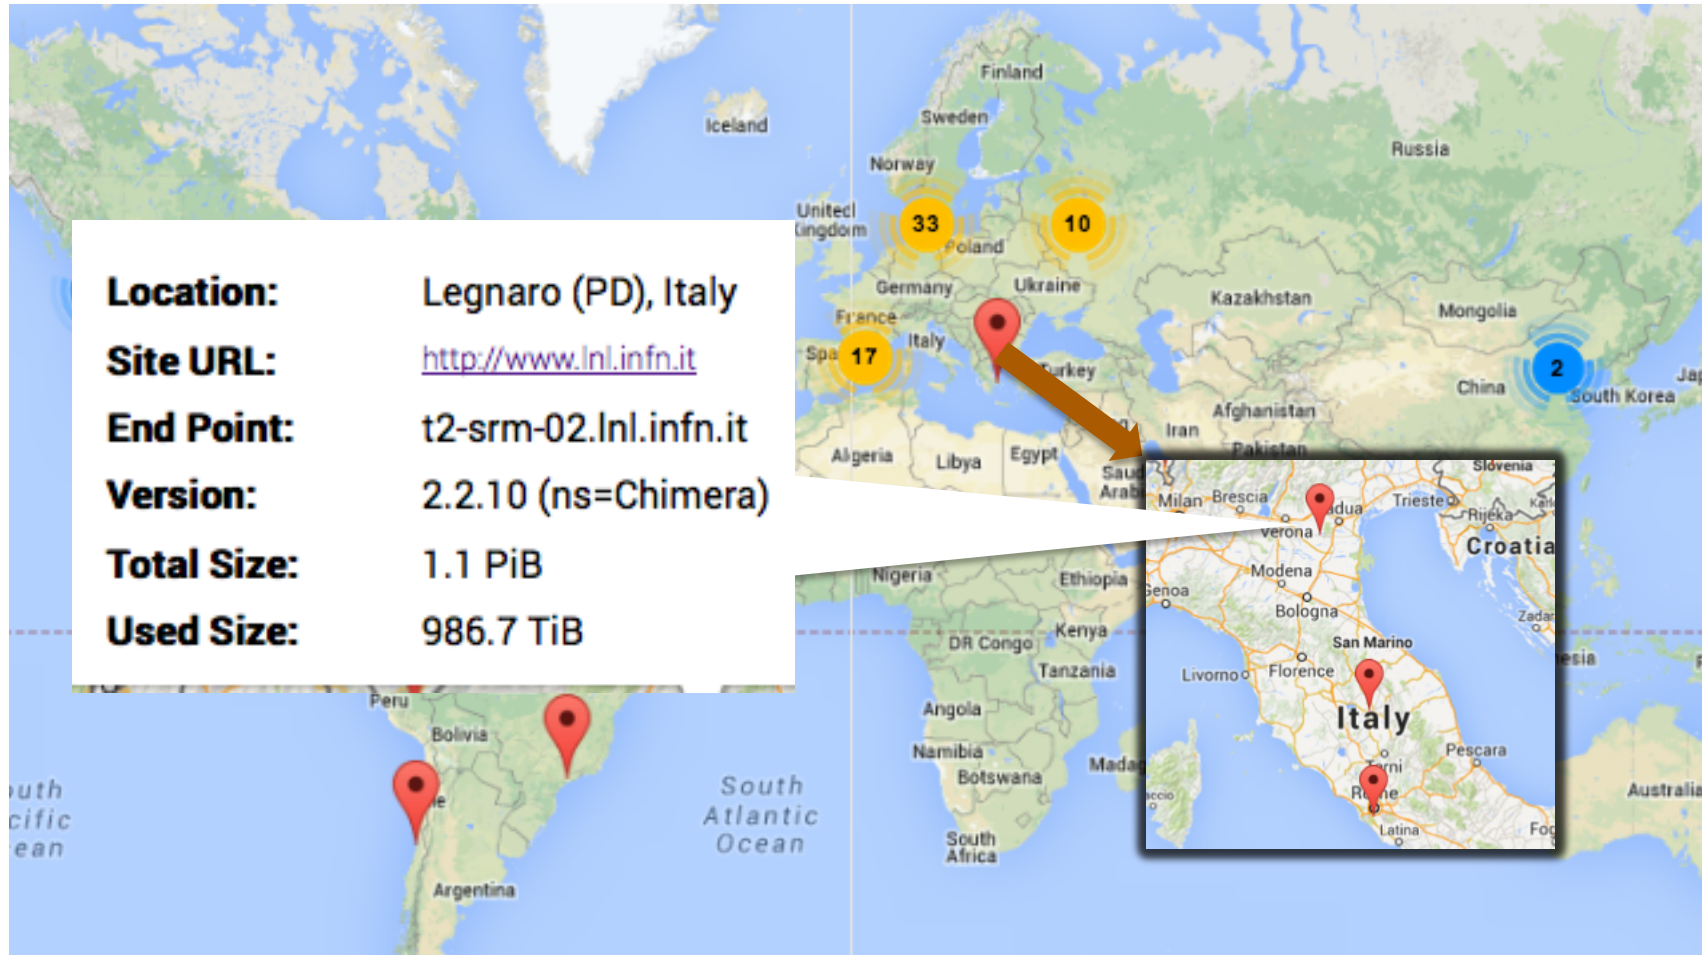 Finland
Iceland
Sweden
Russia
Norway
United
Kingdom
33
10
Poland
Germany
Ukraine
Kazakhstan
Mongolia
France
Italy
17
2
China
South Korea
Afghanistan
Iran
Pakistan
Algeria
Libya
Egypt
Location: Legnaro (PD), Italy
Site URL: http://www.lnl.infn.it
End Point: t2-srm-02.lnl.infn.it
Version: 2.2.10 (ns=Chimera)
Total Size: 1.1 PiB
Used Size: 986.7 TiB
Nigeria
Ethiopia
DR Congo
Kenya
Tanzania
Angola
Namibia
Botswana
South
Africa
Peru
Bolivia
Argentina
South
Atlantic
Ocean
Australia
Slovenia
Milan
Brescia
Trieste
Rijeka
Verona
Croatia
Modena
Bologna
San Marino
Livorno
Florence
Italy
Pescara
Latina